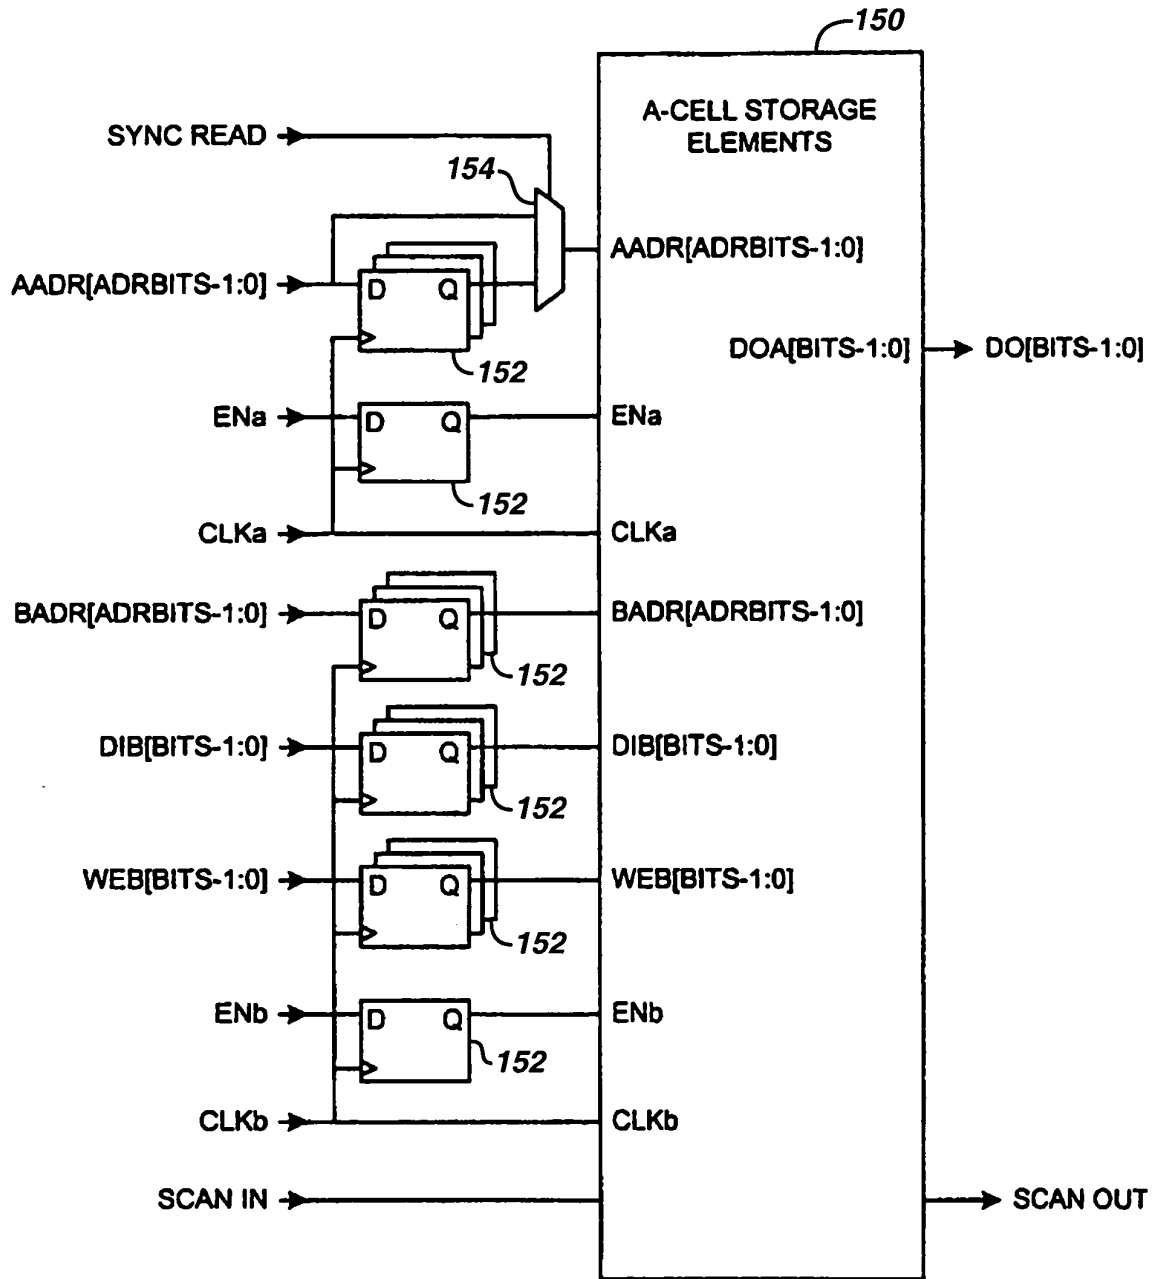 150
A-CELL STORAGE
ELEMENTS
SYNC READ
154
AADR[ADRBITS-1:0]
D Q
152
AADR[ADRBITS-1:0]
DOA[BITS-1:0]
DO[BITS-1:0]
ENa
D Q
152
ENa
CLKa
CLKa
BADR[ADRBITS-1:0]
D Q
152
BADR[ADRBITS-1:0]
DIB[BITS-1:0]
D Q
152
DIB[BITS-1:0]
WEB[BITS-1:0]
D Q
152
WEB[BITS-1:0]
ENb
D Q
152
ENb
CLKb
CLKb
SCAN IN
SCAN OUT